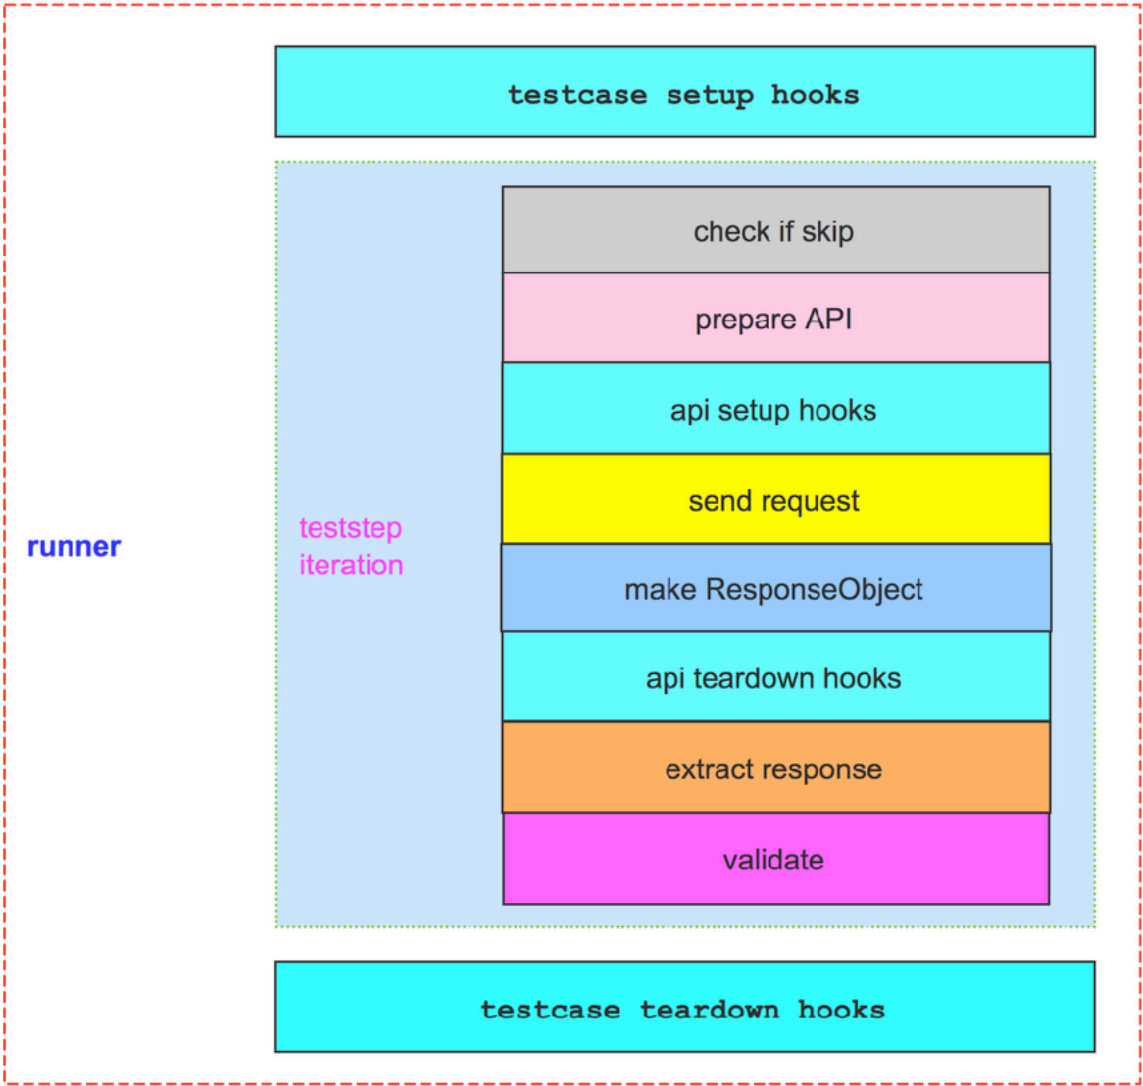 testcase setup hooks
check if skip
prepare API
api setup hooks
send request
runner
teststep
iteration
make ResponseObject
api teardown hooks
extract response
validate
testcase teardown hooks